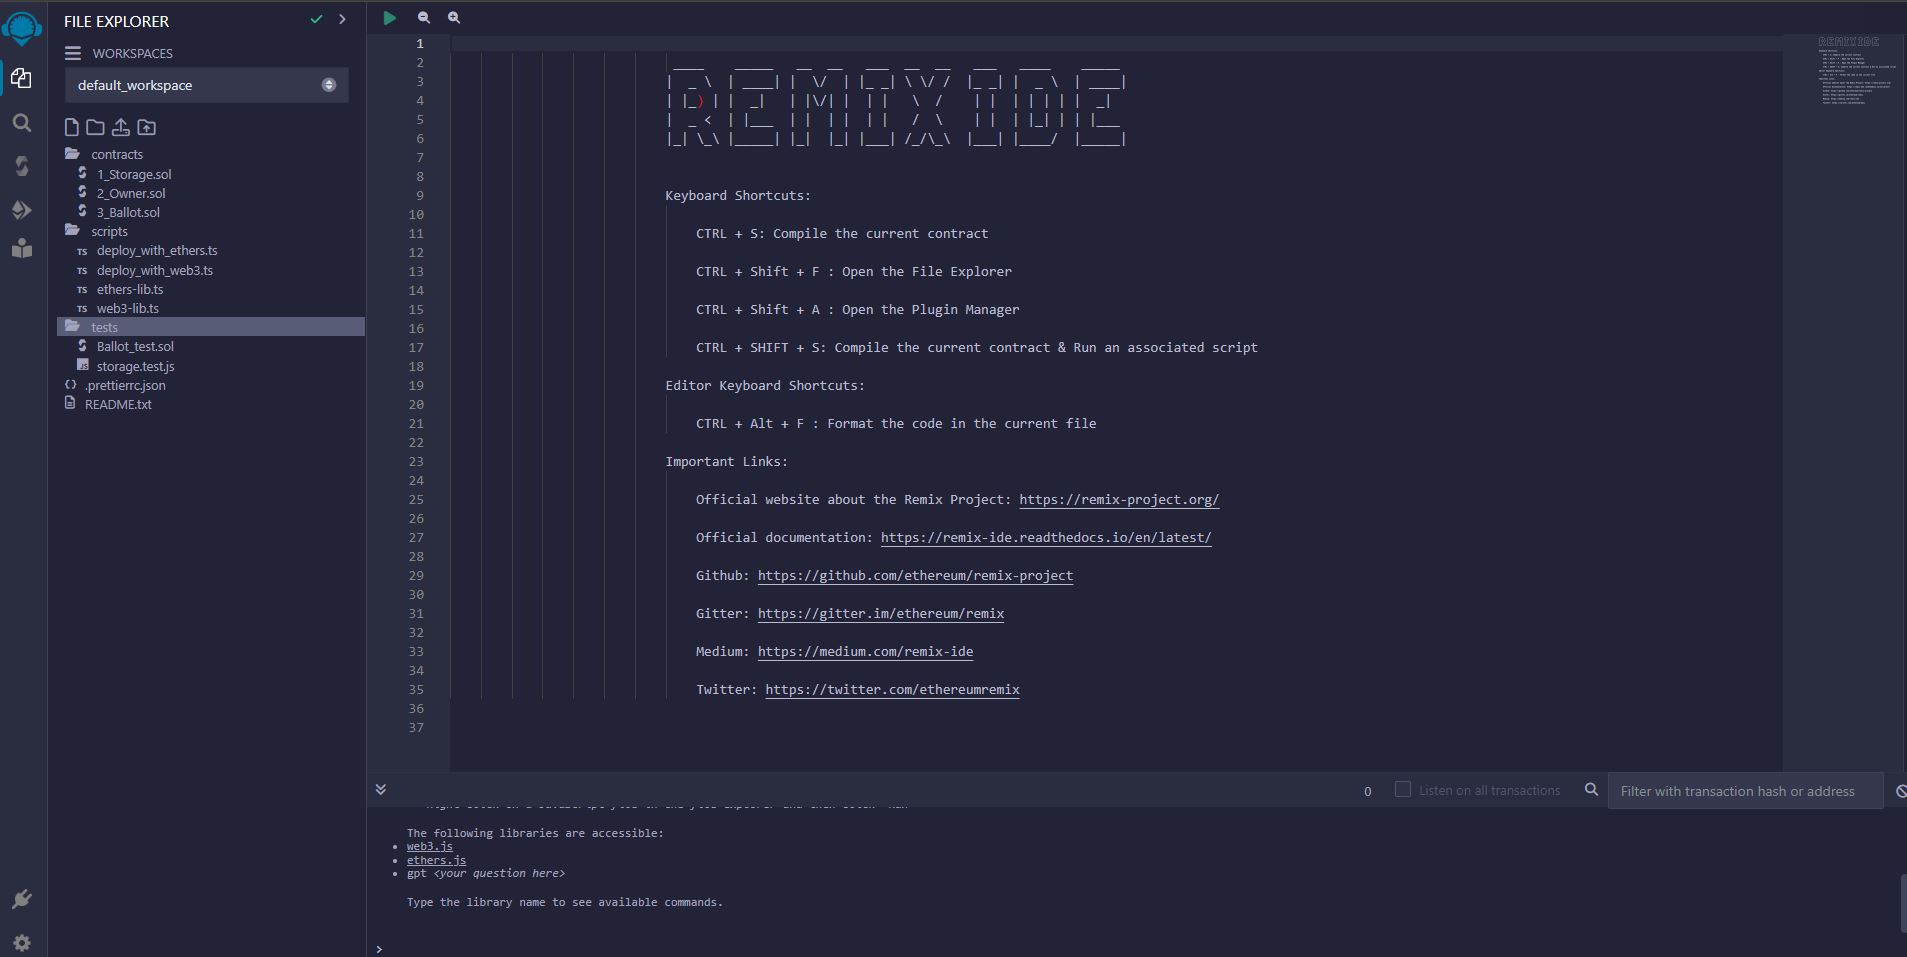 FILE EXPLORER
WORKSPACES
default_workspace
contracts
1_Storage.sol
2_Owner.sol
3_Ballot.sol
scripts
TS deploy_with_ethers.ts
TS deploy_with_web3.ts
TS ethers-lib.ts
TS web3-lib.ts
tests
Ballot_test.sol
JS storage.test.js
{} .prettierrc.json
README.txt
1
2
3
4
5
6
7
8
9
10
11
12
13
14
15
16
17
18
19
20
21
22
23
24
25
26
27
28
29
30
31
32
33
34
35
36
37
REMIX IDE
Keyboard Shortcuts:
CTRL + S: Compile the current contract
CTRL + Shift + F : Open the File Explorer
CTRL + Shift + A : Open the Plugin Manager
CTRL + SHIFT + S: Compile the current contract & Run an associated script
Editor Keyboard Shortcuts:
CTRL + Alt + F : Format the code in the current file
Important Links:
Official website about the Remix Project: https://remix-project.org/
Official documentation: https://remix-ide.readthedocs.io/en/latest/
Github: https://github.com/ethereum/remix-project
Gitter: https://gitter.im/ethereum/remix
Medium: https://medium.com/remix-ide
Twitter: https://twitter.com/ethereumremix
0
Listen on all transactions
Filter with transaction hash or address
The following libraries are accessible:
• web3.js
• ethers.js
• gpt <your question here>
Type the library name to see available commands.
>